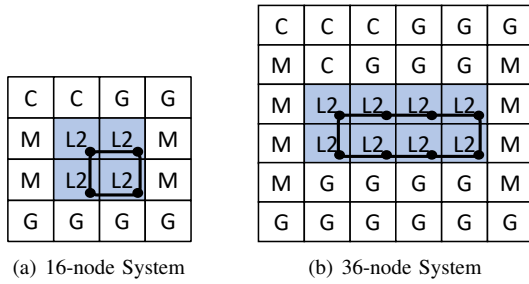 C C G G
M L2 L2 M
M L2 L2 M
G G G G
(a) 16-node System
C C C G G G
M C G G G M
M L2 L2 L2 L2 M
M L2 L2 L2 L2 M
M G G G G M
G G G G G G
(b) 36-node System